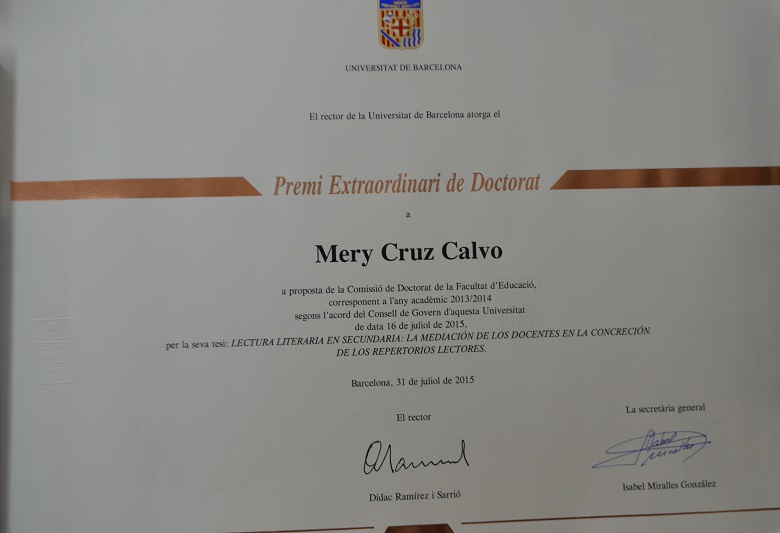 UNIVERSITAT DE BARCELONA
El rector de la Universitat de Barcelona atorga el
Premi Extraordinari de Doctorat
a
Mery Cruz Calvo
a proposta de la Comissió de Doctorat de la Facultat d'Educació,
corresponent a l'any acadèmic 2013/2014
segons l'acord del Consell de Govern d'aquesta Universitat
de data 16 de juliol de 2015,
per la seva tesi: LECTURA LITERARIA EN SECUNDARIA: LA MEDIACIÓN DE LOS DOCENTES EN LA CONCRECIÓN
DE LOS REPERTORIOS LECTORES.
Barcelona, 31 de juliol de 2015
El rector
La secretària general
Isabel Miralles
Dídac Ramírez i Sarrió
Isabel Miralles González